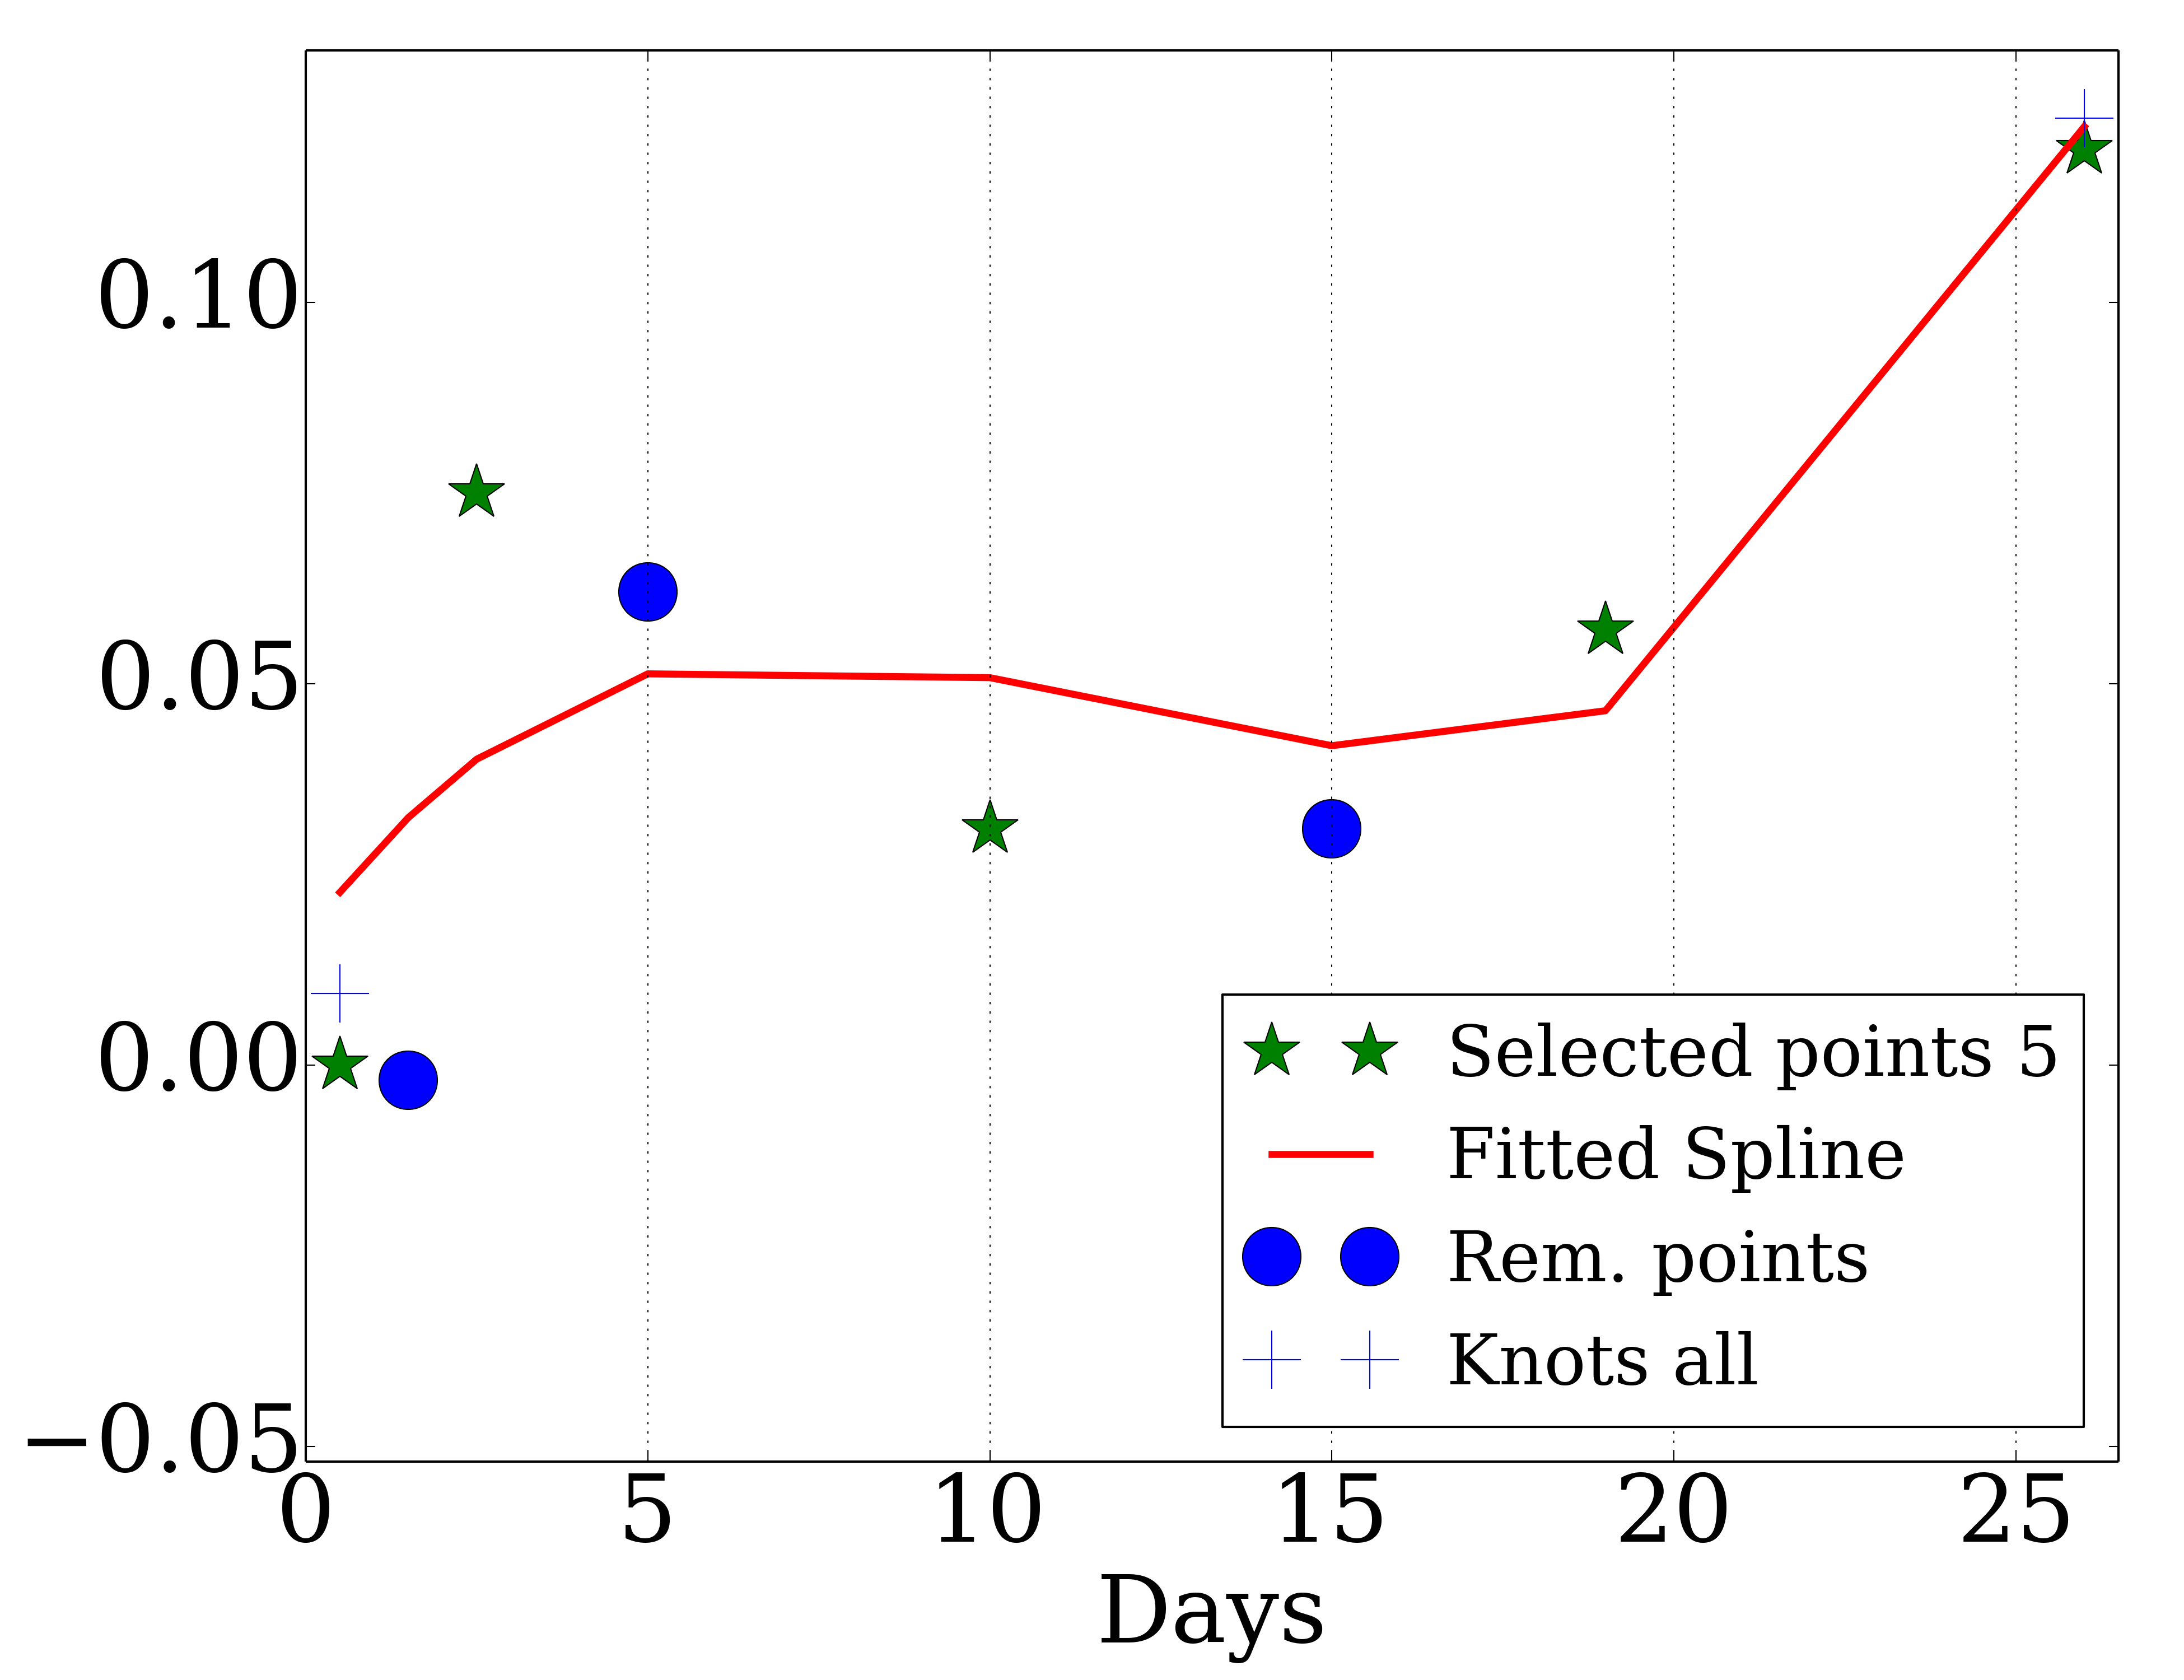 0.10
0.05
0.00
−0.05
0 5 10 15 20 25
Days
Selected points 5
Fitted Spline
Rem. points
Knots all